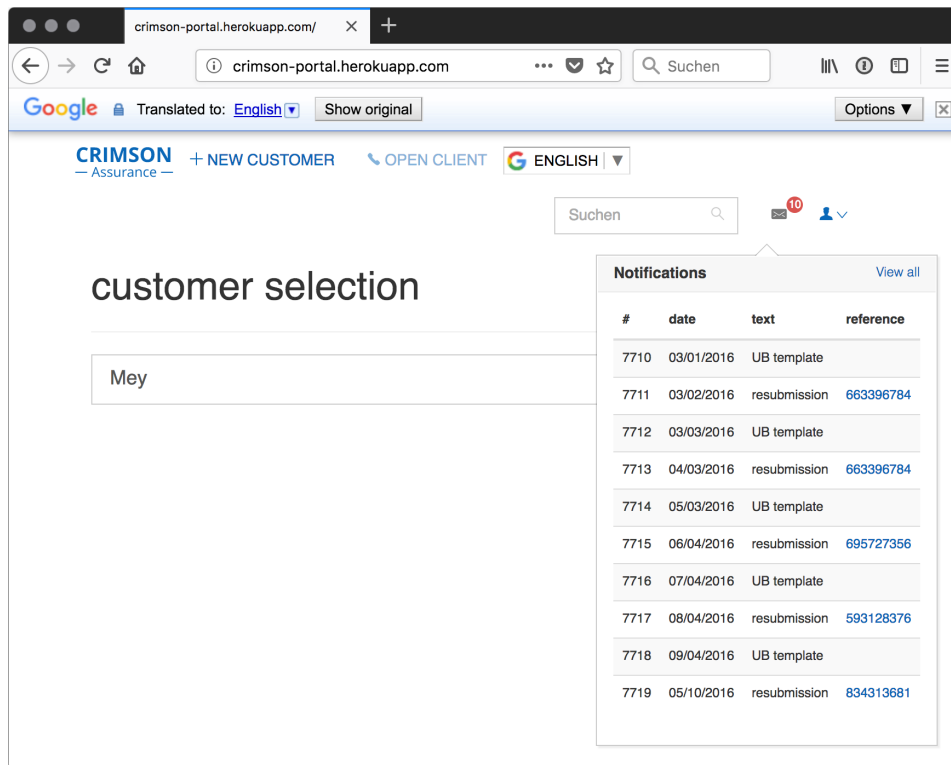 crimson-portal.herokuapp.com/
crimson-portal.herokuapp.com
Suchen
Google Translated to: English Show original Options ▼
CRIMSON
Assurance
NEW CUSTOMER OPEN CLIENT G ENGLISH ▼
Suchen 10
customer selection
Mey
Notifications View all
# date text reference
7710 03/01/2016 UB template
7711 03/02/2016 resubmission 663396784
7712 03/03/2016 UB template
7713 04/03/2016 resubmission 663396784
7714 05/03/2016 UB template
7715 06/04/2016 resubmission 695727356
7716 07/04/2016 UB template
7717 08/04/2016 resubmission 593128376
7718 09/04/2016 UB template
7719 05/10/2016 resubmission 834313681